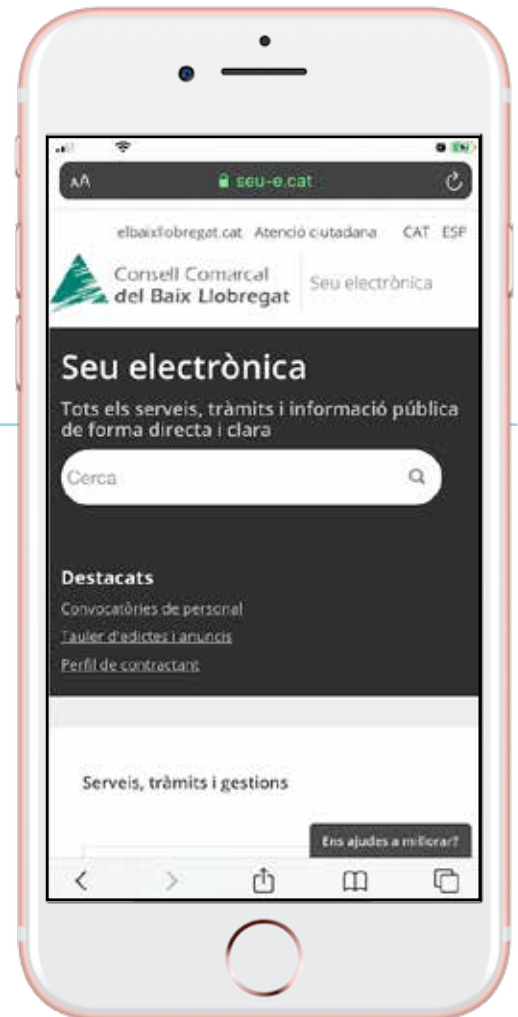 AA seu-e.cat
elbaixllobregat.cat Atenció ciutadana CAT ESP
Consell Comarcal
del Baix Llobregat
Seu electrònica
Seu electrònica
Tots els serveis, tràmits i informació pública
de forma directa i clara
Cerca
Destacats
Convocatòries de personal
Tauler d'edictes i anuncis
Perfil de contractant
Serveis, tràmits i gestions
Ens ajudes a millorar?